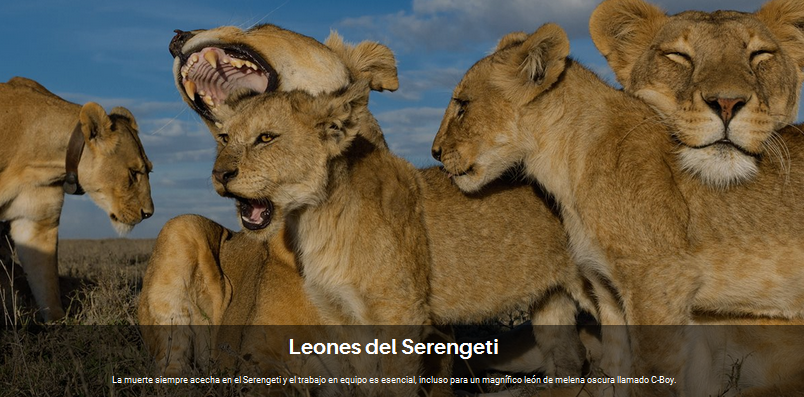 Leones del Serengeti
La muerte siempre acecha en el Serengeti y el trabajo en equipo es esencial, incluso para un magnífico león de melena oscura llamado C-Boy.